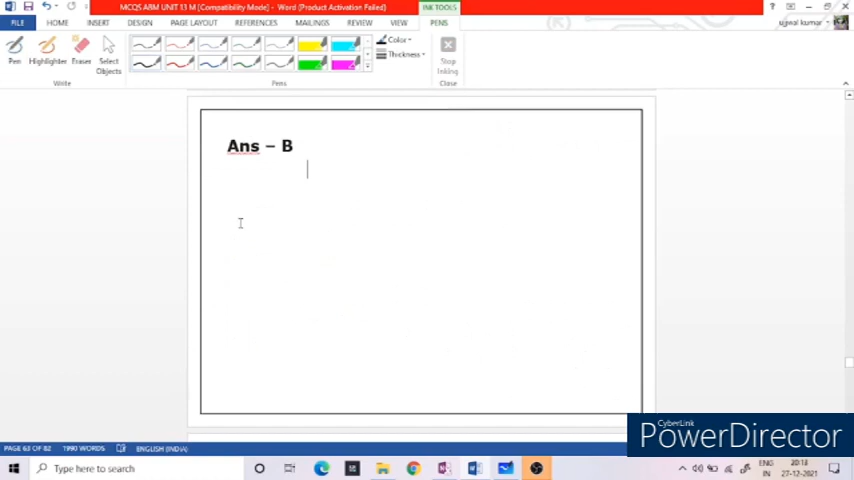 MCQS ABM UNIT 13 M [Compatibility Mode] - Word (Product Activation Failed)
INK TOOLS
FILE HOME INSERT DESIGN PAGE LAYOUT REFERENCES MAILINGS REVIEW VIEW PENS
ujjwal kumar
Pen Highlighter Eraser Select Objects
Color
Thickness
Stop Inking
Write Pens Close
Ans – B
CyberLink
PowerDirector
PAGE 63 OF 82 1990 WORDS ENGLISH (INDIA)
Type here to search
ENG
IN
20:13
27-12-2021